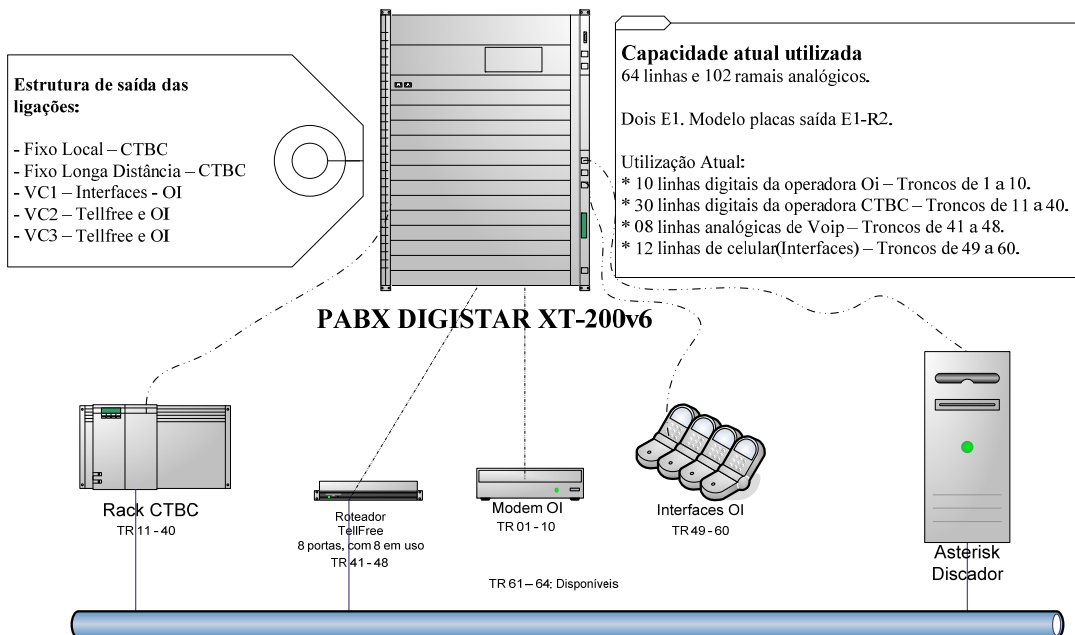 Estrutura de saída das
ligações:
- Fixo Local – CTBC
- Fixo Longa Distância – CTBC
- VC1 – Interfaces - OI
- VC2 – Tellfree e OI
- VC3 – Tellfree e OI
Capacidade atual utilizada
64 linhas e 102 ramais analógicos.
Dois E1. Modelo placas saída E1-R2.
Utilização Atual:
* 10 linhas digitais da operadora Oi – Troncos de 1 a 10.
* 30 linhas digitais da operadora CTBC – Troncos de 11 a 40.
* 08 linhas analógicas de Voip – Troncos de 41 a 48.
* 12 linhas de celular(Interfaces) – Troncos de 49 a 60.
PABX DIGISTAR XT-200v6
Rack CTBC
TR 11 - 40
Roteador
TellFree
8 portas, com 8 em uso
TR 41 - 48
Modem OI
TR 01 - 10
Interfaces OI
TR 49 - 60
Asterisk
Discador
TR 61 – 64: Disponíveis